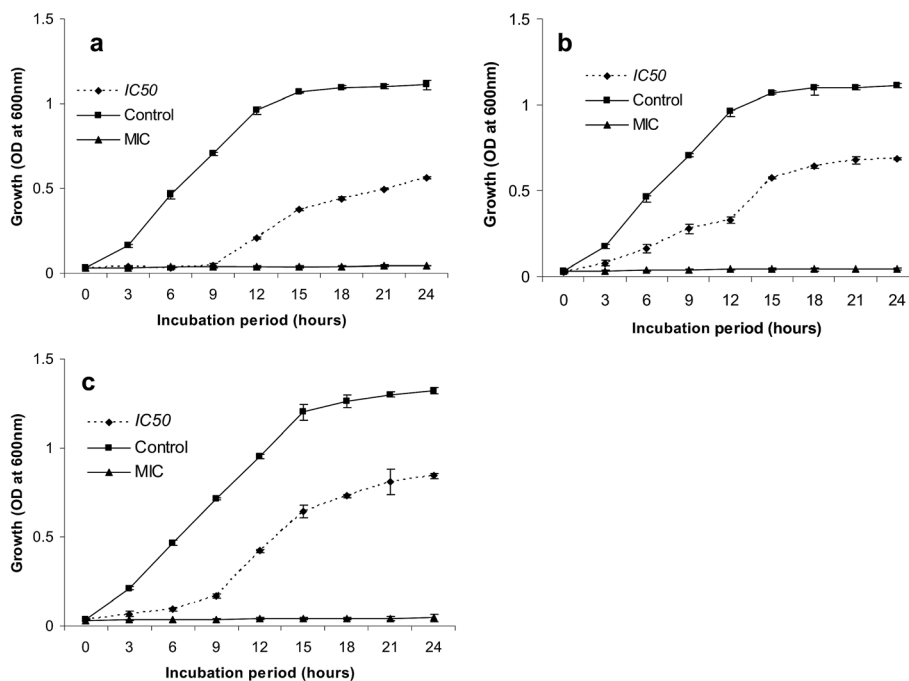 a
1.5
1
0.5
0
Growth (OD at 600nm)
IC50
Control
MIC
0 3 6 9 12 15 18 21 24
Incubation period (hours)
b
1.5
1
0.5
0
Growth (OD at 600nm)
IC50
Control
MIC
0 3 6 9 12 15 18 21 24
Incubation period (hours)
c
1.5
1
0.5
0
Growth (OD at 600nm)
IC50
Control
MIC
0 3 6 9 12 15 18 21 24
Incubation period (hours)